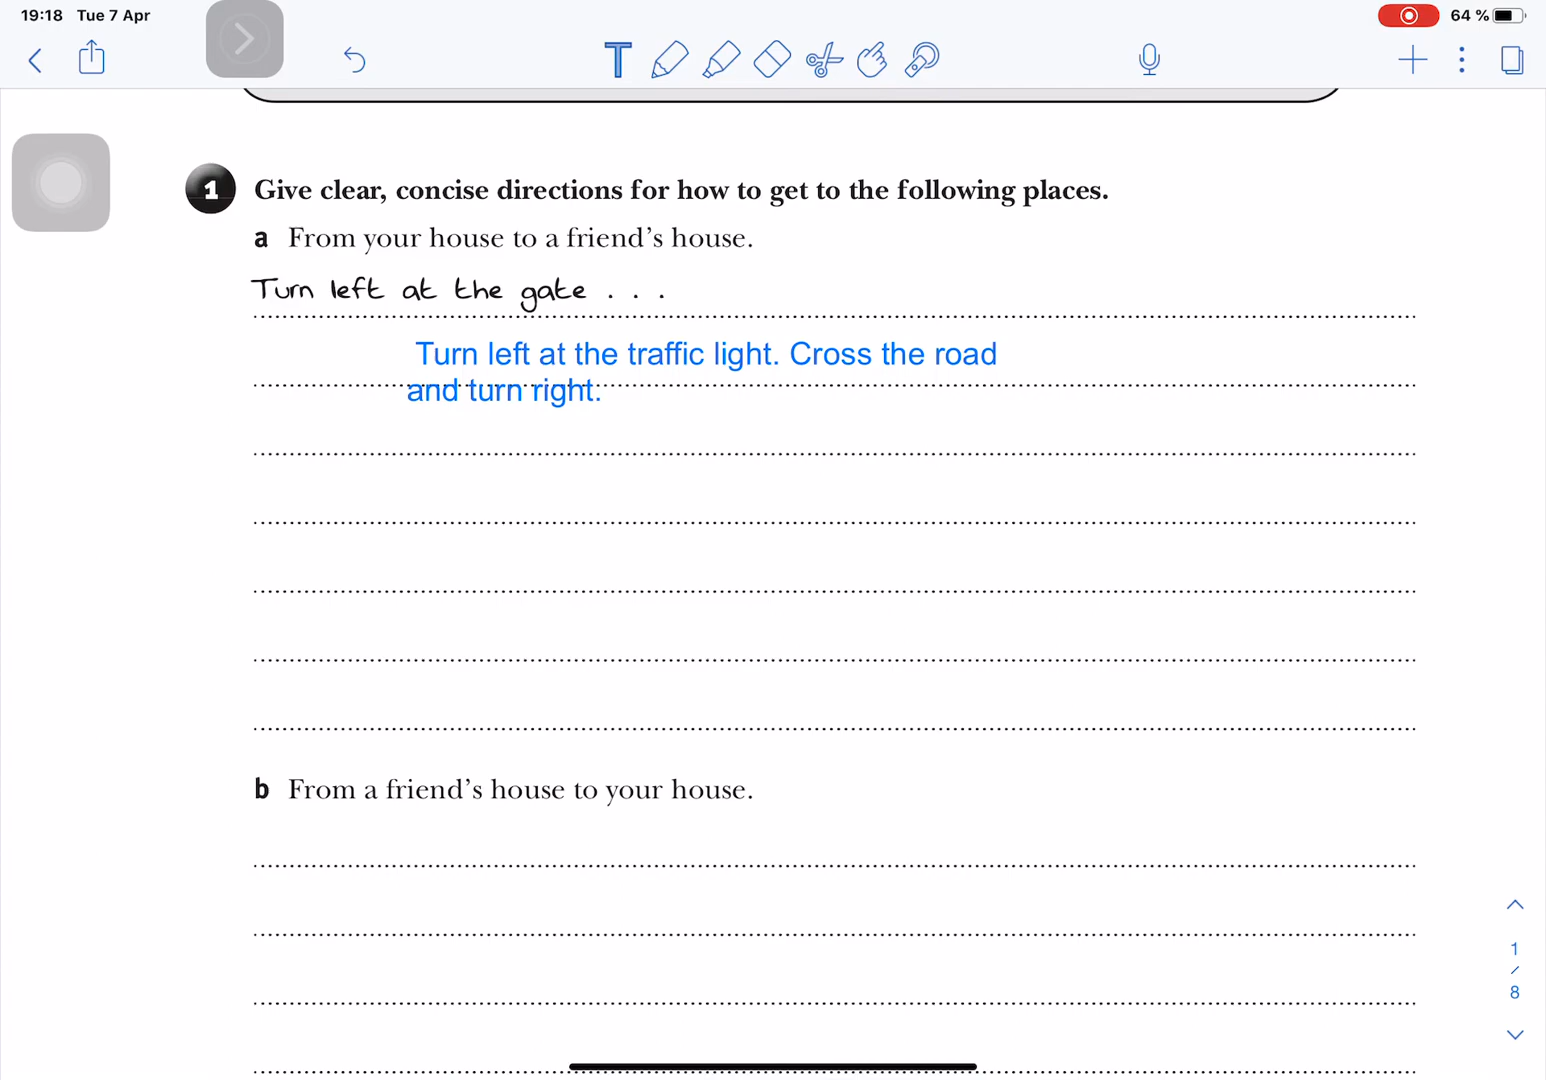 19:18 Tue 7 Apr
64 %
T
1 Give clear, concise directions for how to get to the following places.
a From your house to a friend's house.
Turn left at the gate . . .
Turn left at the traffic light. Cross the road
and turn right.
b From a friend's house to your house.
1
/
8